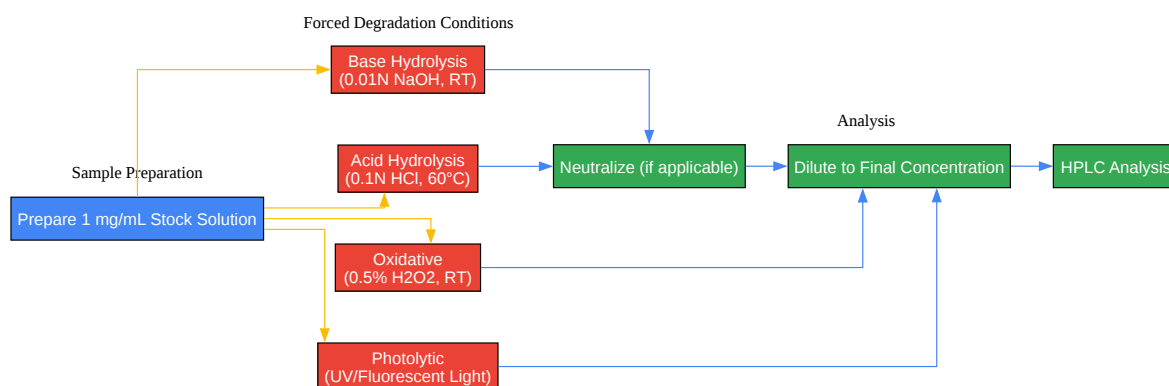 Forced Degradation Conditions
Base Hydrolysis
(0.01N NaOH, RT)
Analysis
Acid Hydrolysis
(0.1N HCl, 60°C)
Neutralize (if applicable)
Dilute to Final Concentration
HPLC Analysis
Sample Preparation
Prepare 1 mg/mL Stock Solution
Oxidative
(0.5% H2O2, RT)
Photolytic
(UV/Fluorescent Light)